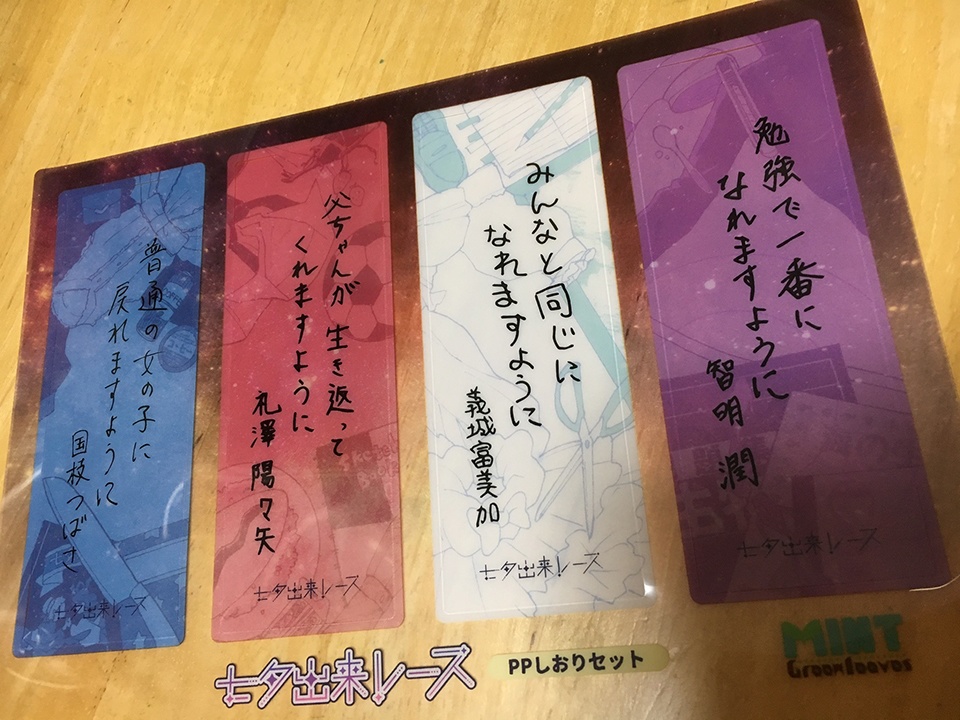 勉強で一番に
なれますように
智明 潤
七夕出来レース
みんなと同じに
なれますように
義城富美加
七夕出来レース
父ちゃんが生き返って
くれますように
札澤陽々矢
七夕出来レース
普通の女の子に
戻れますように
国枝つばさ
七夕出来レース
七夕出来レース
PPしおりセット
MINT
GreenLeaves